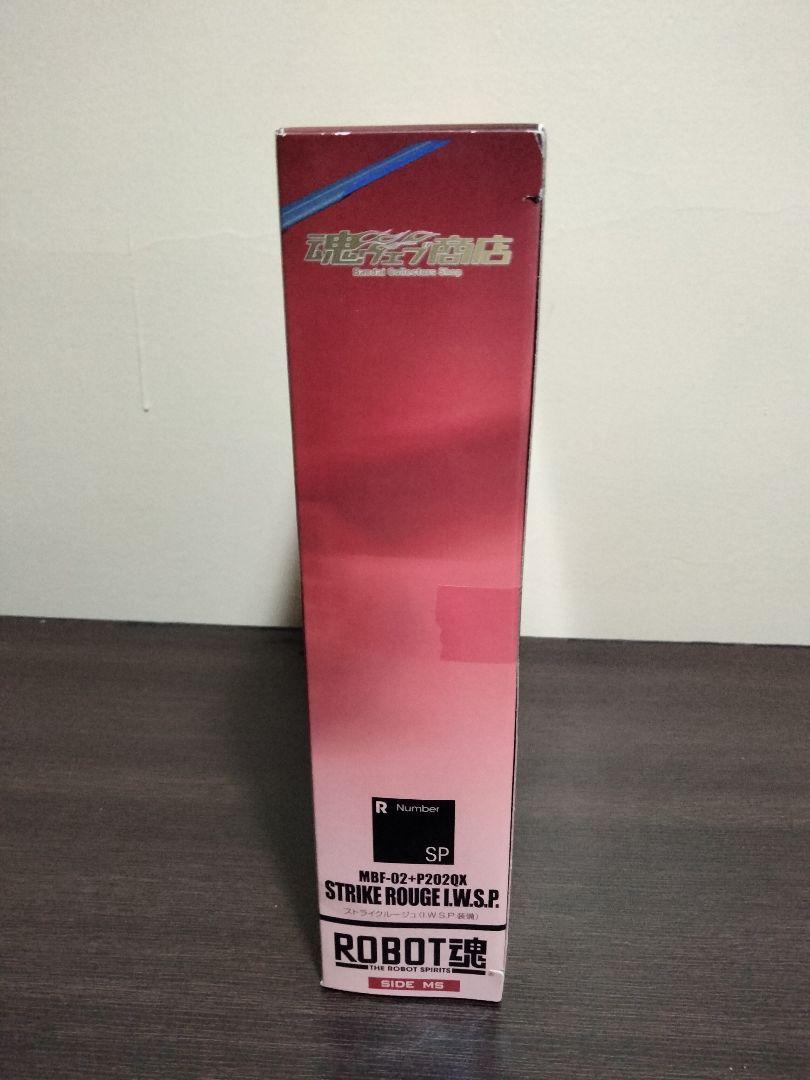 魂ウェブ商店
Bandai Collectors Shop
R Number
SP
MBF-02+P202QX
STRIKE ROUGE I.W.S.P.
ストライクルージュ(I.W.S.P.装備)
ROBOT魂
THE ROBOT SPIRITS
SIDE MS